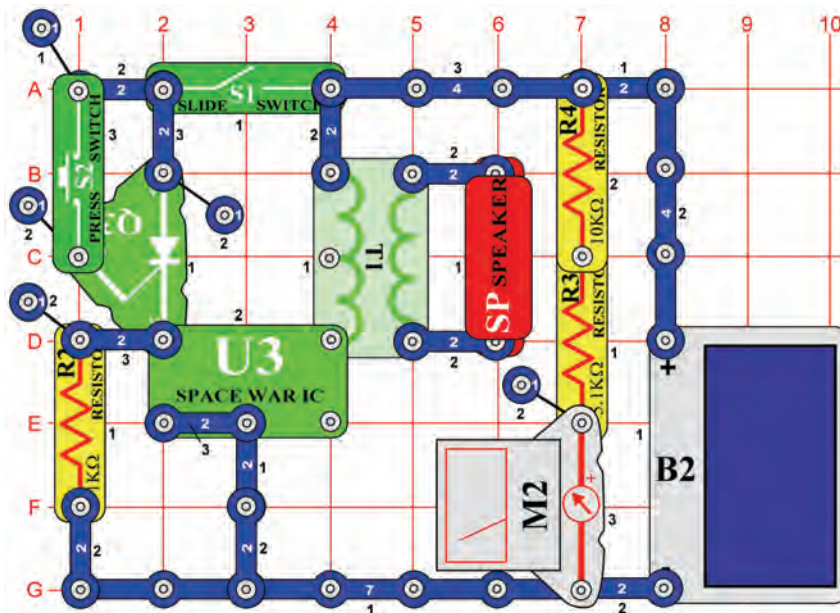 1 2 3 4 5 6 7 8 9 10
A
B
C
D
E
F
G
1
1
2
2
3
S1
SLIDE SWITCH
1
3
2
3
2
2
3
4
1
2
S2
PRESS SWITCH
1
2
1
2
Q3
1
T1
1
2
2
SP SPEAKER
1
2
2
R4
RESISTOR
10KΩ
2
4
2
R3
RESISTOR
5.1KΩ
1
1
2
2
3
R2
RESISTOR
1KΩ
1
2
U3
SPACE WAR IC
2
3
2
1
2
2
2
2
1
2
M2
+
3
B2
+
-
7
1
2
2